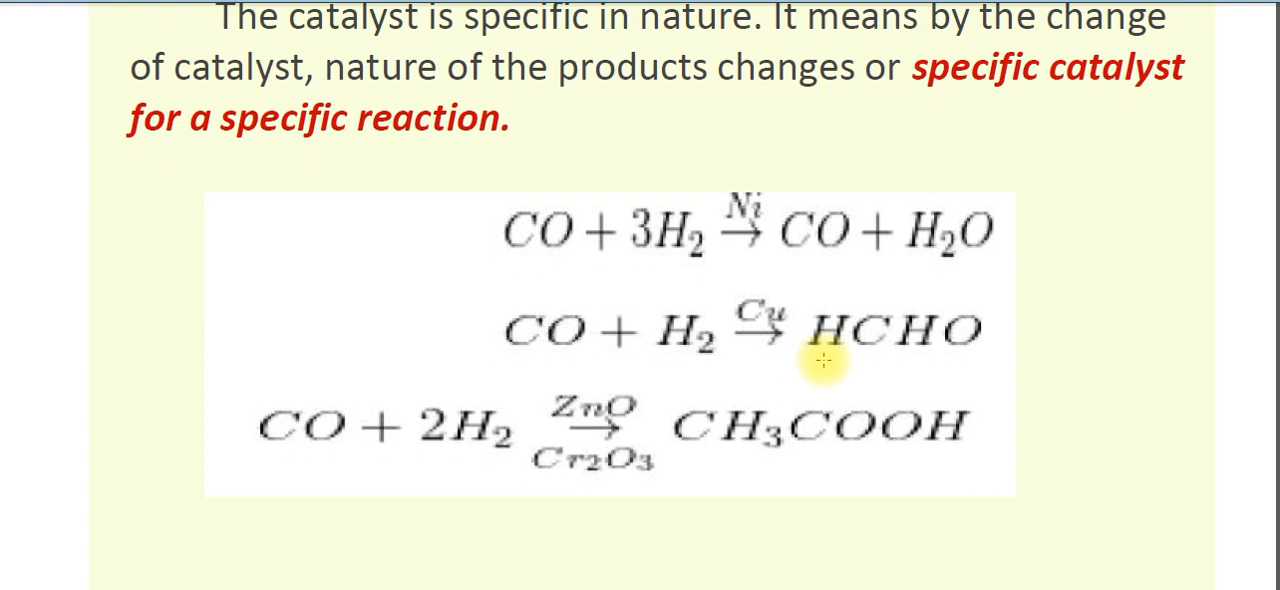 The catalyst is specific in nature. It means by the change
of catalyst, nature of the products changes or specific catalyst
for a specific reaction.
CO + 3H₂ →[Ni] CO + H₂O
CO + H₂ →[Cu] HCHO
CO + 2H₂ →[ZnO][Cr₂O₃] CH₃COOH